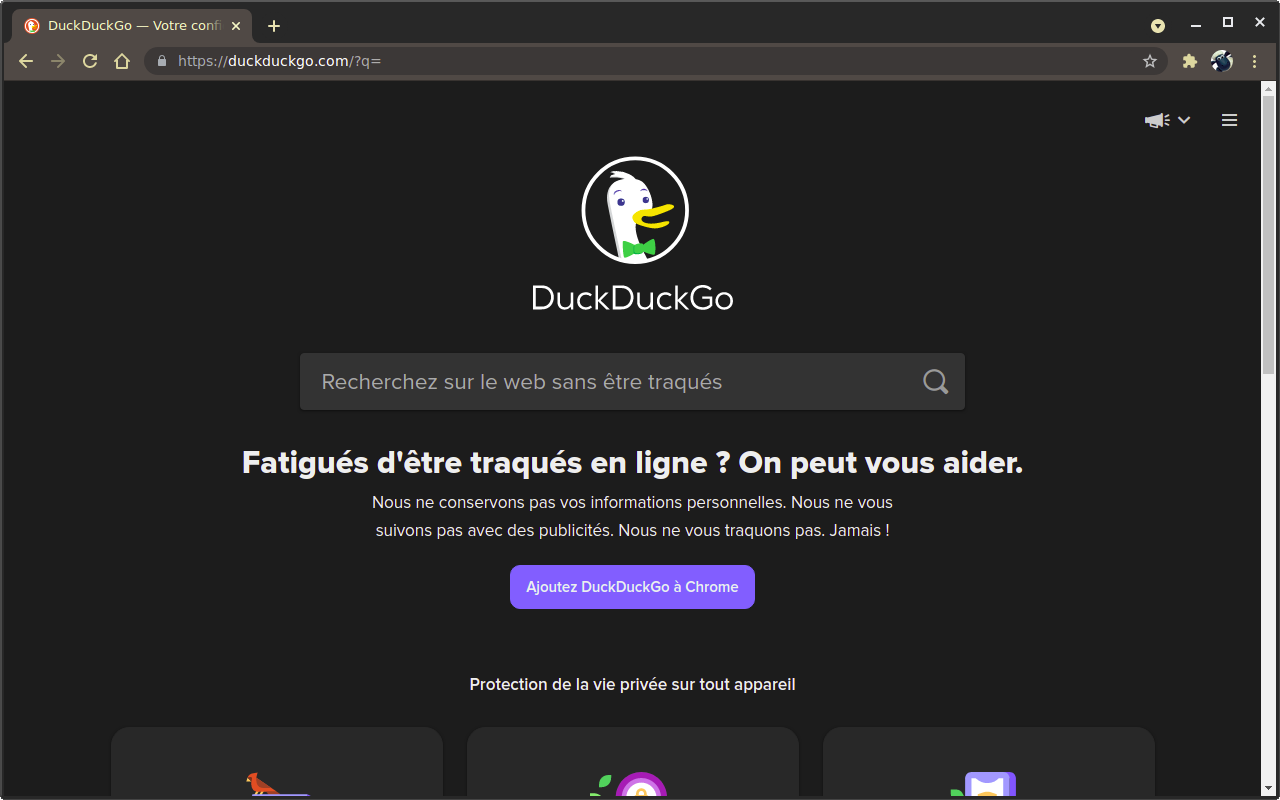 DuckDuckGo — Votre confi
https://duckduckgo.com/?q=
DuckDuckGo
Recherchez sur le web sans être traqués
Fatigués d'être traqués en ligne ? On peut vous aider.
Nous ne conservons pas vos informations personnelles. Nous ne vous
suivons pas avec des publicités. Nous ne vous traquons pas. Jamais !
Ajoutez DuckDuckGo à Chrome
Protection de la vie privée sur tout appareil